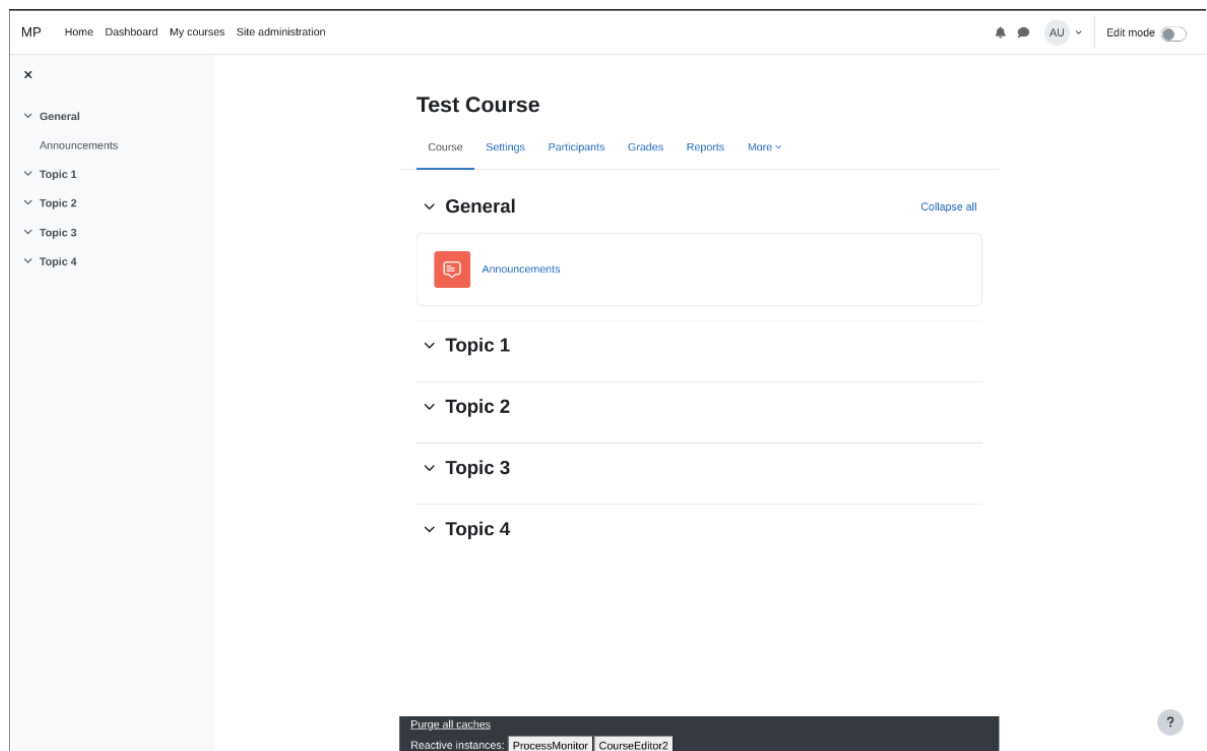 MP Home Dashboard My courses Site administration AU Edit mode
General
Announcements
Topic 1
Topic 2
Topic 3
Topic 4
Test Course
Course Settings Participants Grades Reports More
General Collapse all
Announcements
Topic 1
Topic 2
Topic 3
Topic 4
Purge all caches
Reactive instances: ProcessMonitor CourseEditor2
?